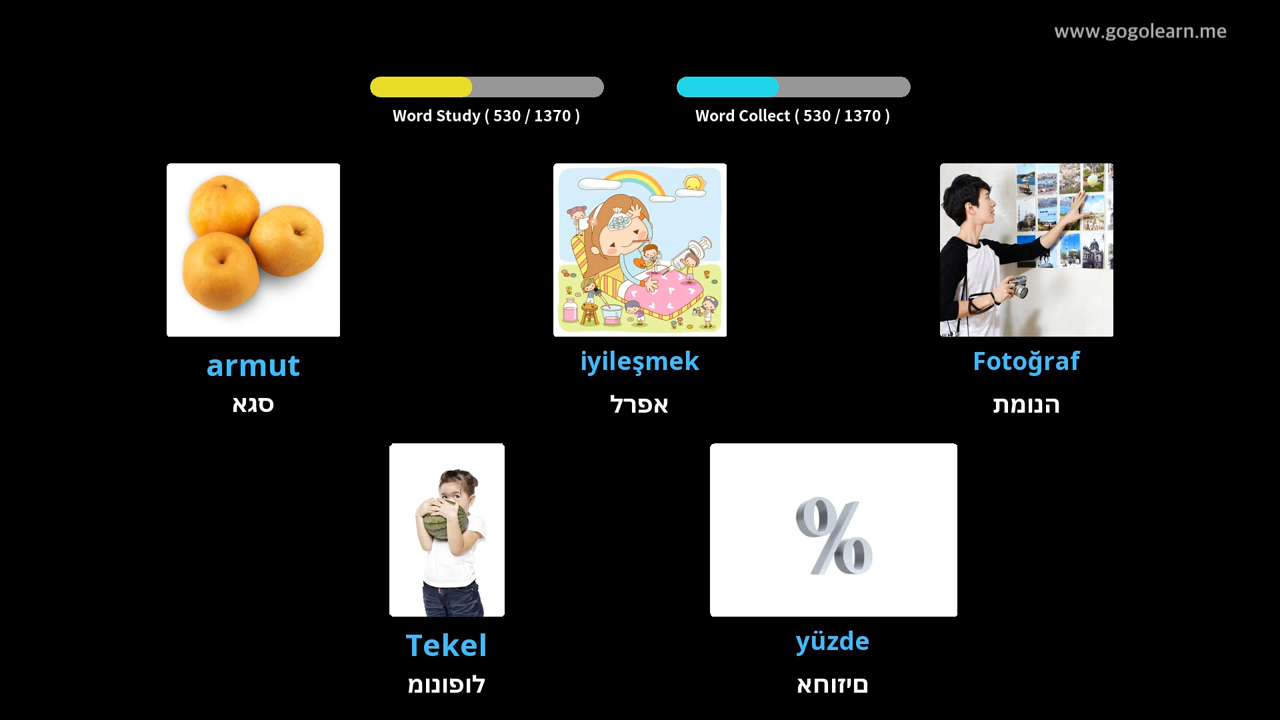 www.gogolearn.me
Word Study ( 530 / 1370 )
Word Collect ( 530 / 1370 )
armut
סגא
iyileşmek
אפרל
Fotoğraf
הנומת
Tekel
לופונומ
yüzde
םיזוחא